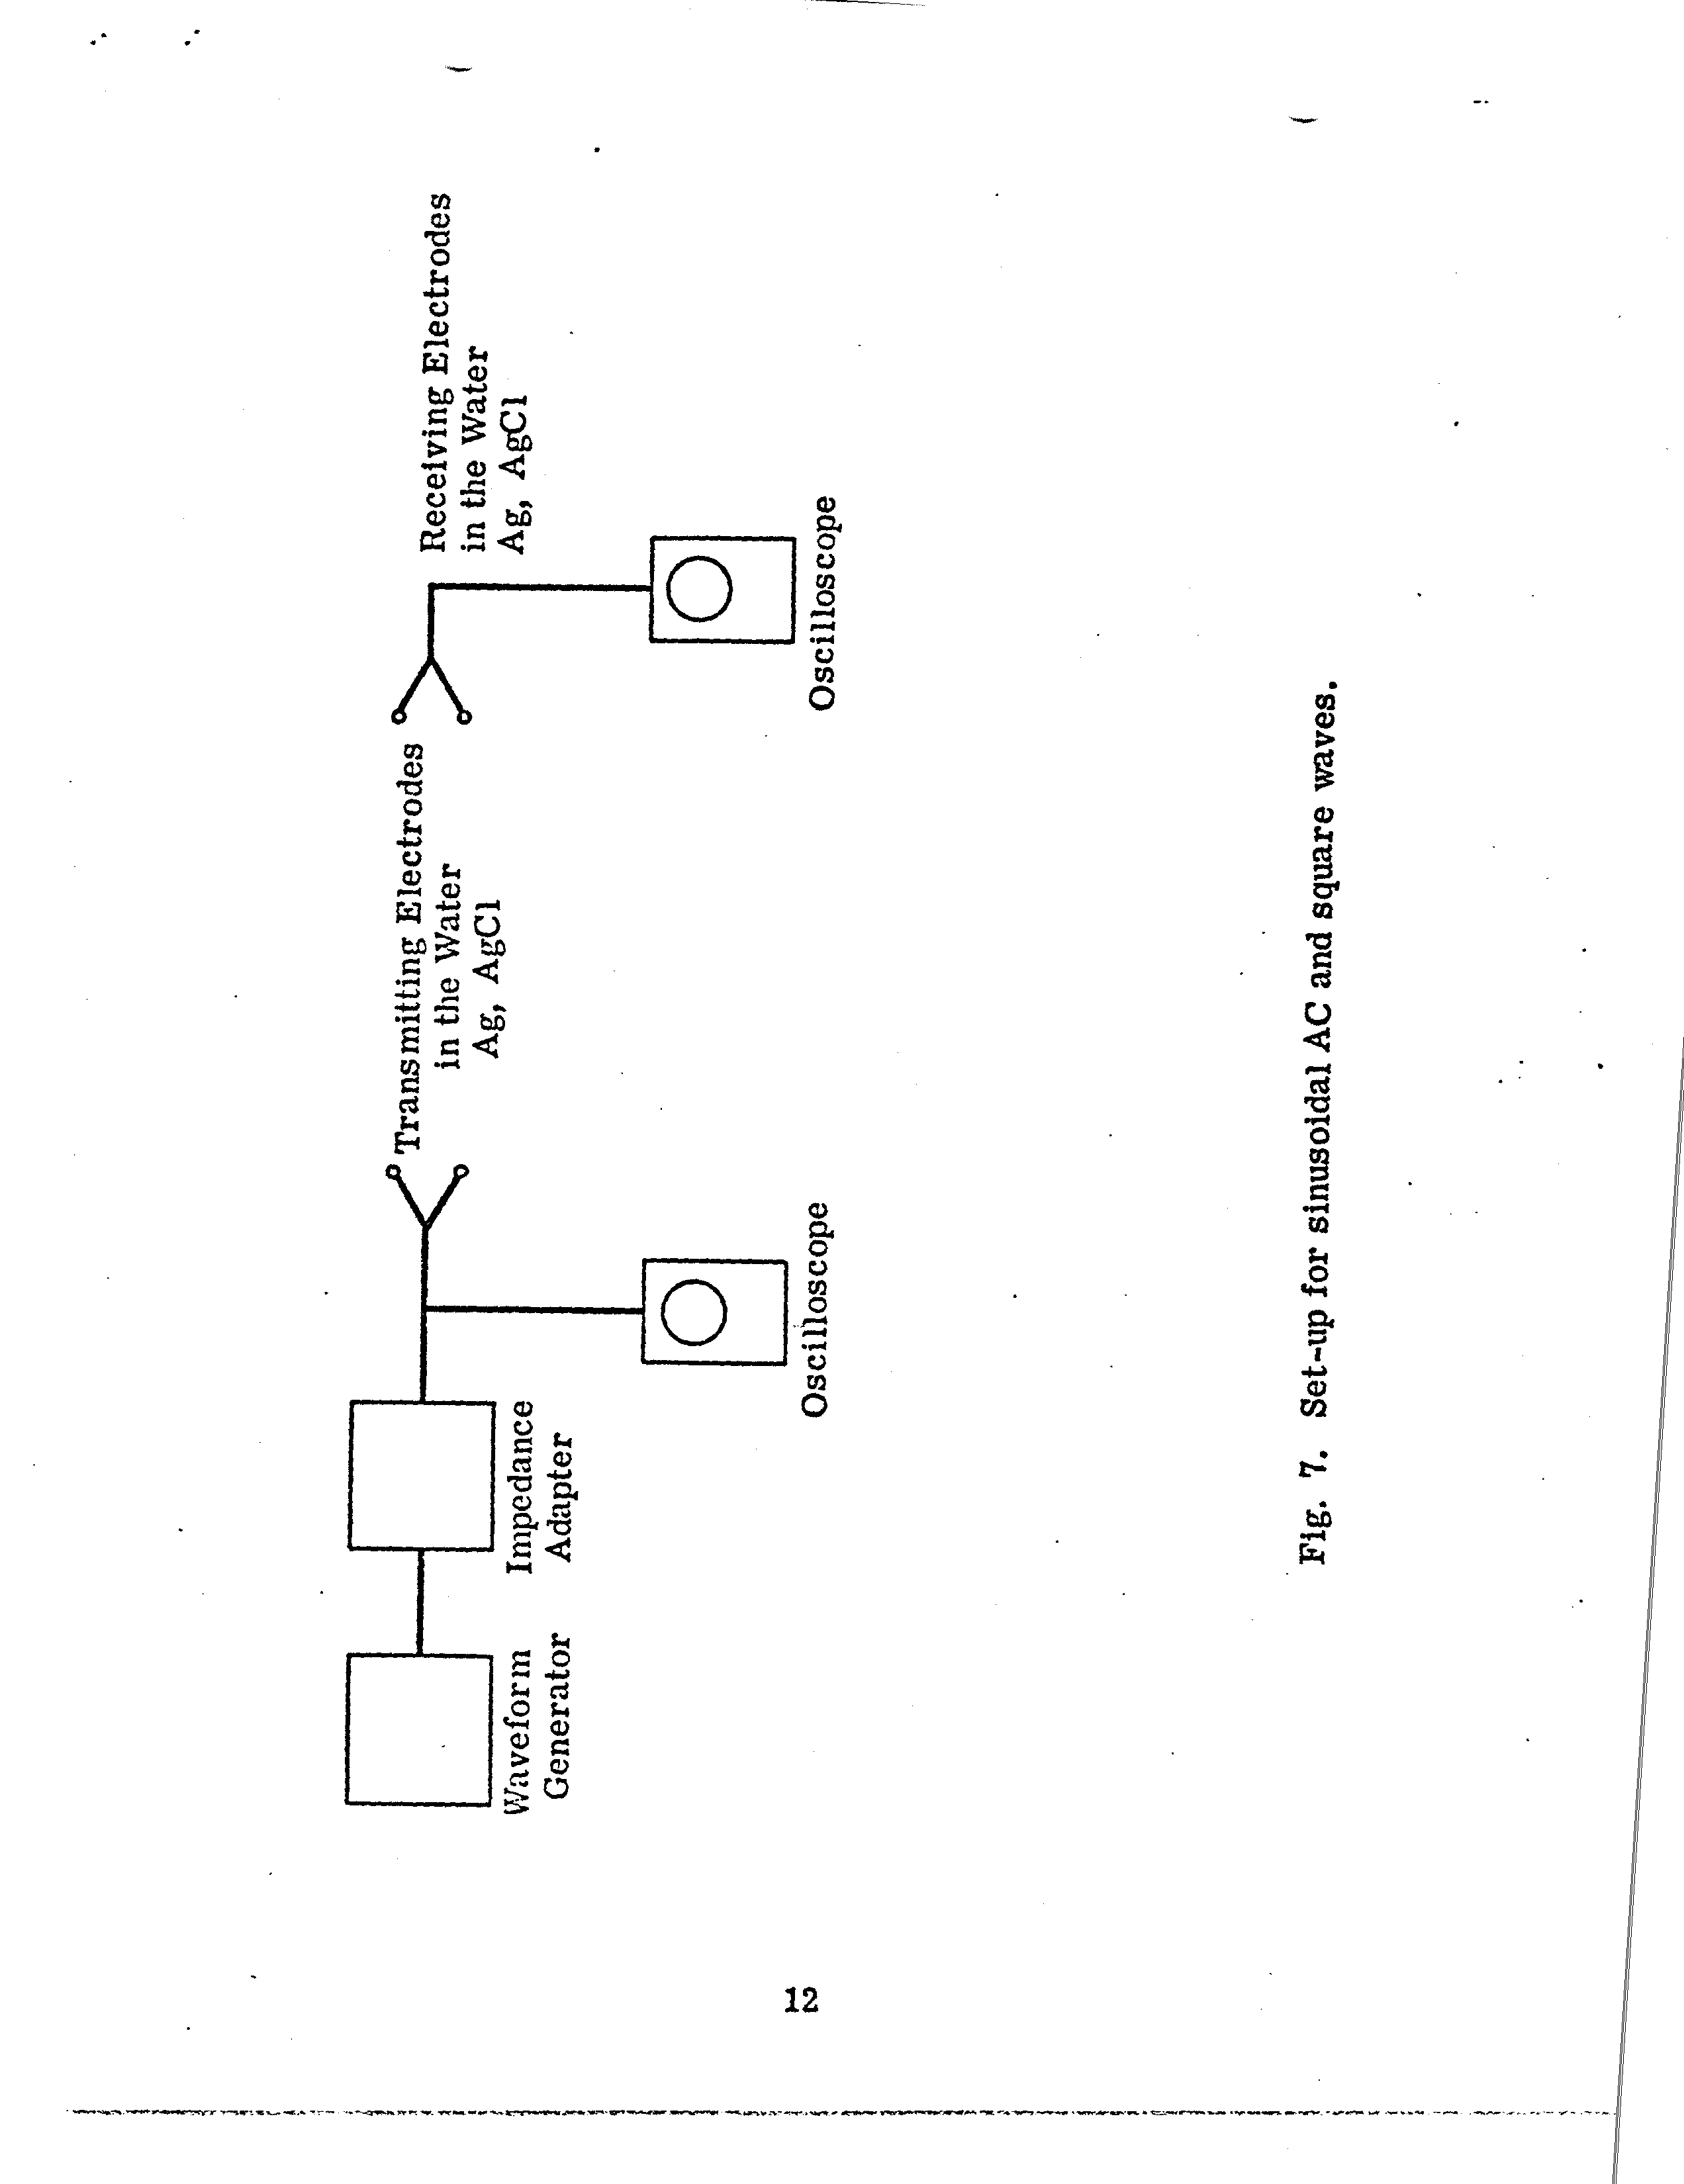 Waveform
Generator
Impedance
Adapter
Oscilloscope
Transmitting Electrodes
in the Water
Ag, AgCl
Receiving Electrodes
in the Water
Ag, AgCl
Oscilloscope
Fig. 7. Set-up for sinusoidal AC and square waves.
12